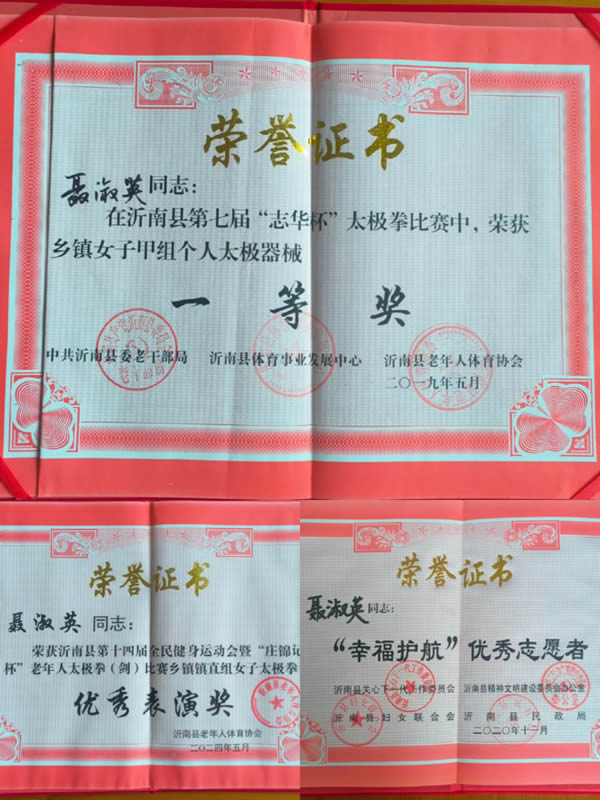 荣誉证书
聂淑英同志：
在沂南县第七届“志华杯”太极拳比赛中，荣获
乡镇女子甲组个人太极器械
一等奖
中共沂南县委老干部局 沂南县体育事业发展中心 沂南县老年人体育协会
二〇一九年五月
荣誉证书
聂淑英 同志：
荣获沂南县第十四届全民健身运动会暨“庄锦记
杯”老年人太极拳（剑）比赛乡镇镇直组女子太极拳
优秀表演奖
沂南县老年人体育协会
二〇二四年五月
荣誉证书
聂淑英同志：
“幸福护航”优秀志愿者
沂南县关心下一代工作委员会 沂南县精神文明建设委员会办公室
沂南县妇女联合会 沂南县民政局
二〇二〇年十二月